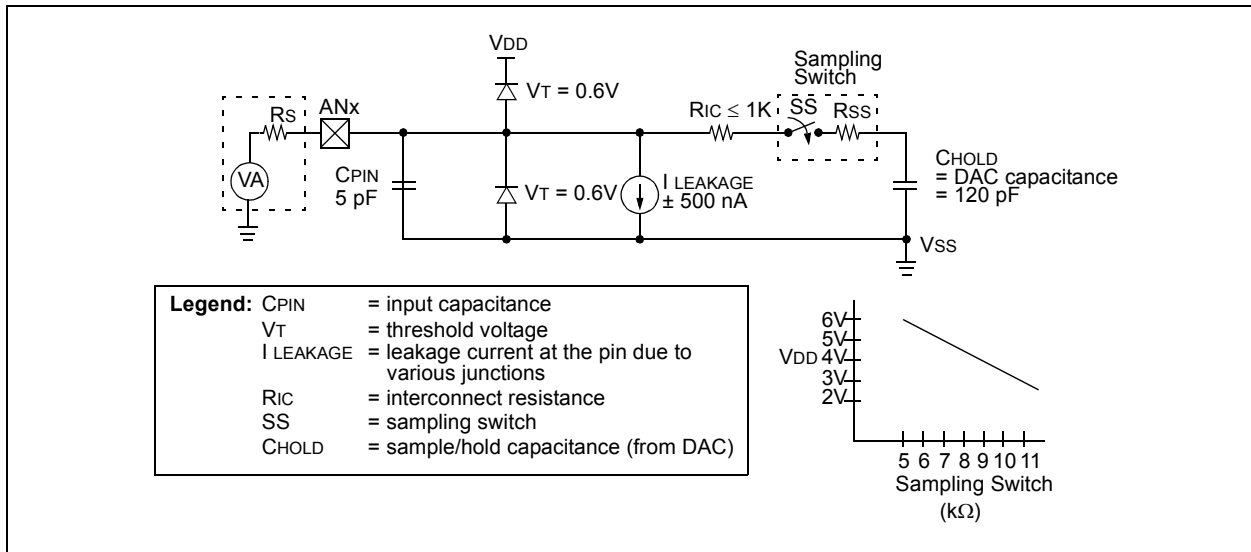 VDD
Sampling
Switch
VT = 0.6V
RS
ANx
RIC ≤ 1K
SS
RSS
VA
CPIN
5 pF
VT = 0.6V
I LEAKAGE
± 500 nA
CHOLD
= DAC capacitance
= 120 pF
VSS
Legend: CPIN = input capacitance
VT = threshold voltage
I LEAKAGE = leakage current at the pin due to
various junctions
RIC = interconnect resistance
SS = sampling switch
CHOLD = sample/hold capacitance (from DAC)
6V
5V
VDD 4V
3V
2V
5 6 7 8 9 10 11
Sampling Switch
(kΩ)